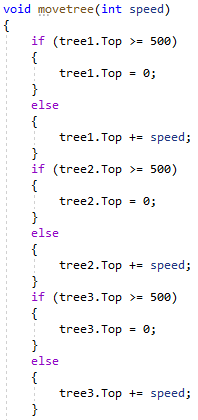 void movetree(int speed)
{
    if (tree1.Top >= 500)
    {
        tree1.Top = 0;
    }
    else
    {
        tree1.Top += speed;
    }
    if (tree2.Top >= 500)
    {
        tree2.Top = 0;
    }
    else
    {
        tree2.Top += speed;
    }
    if (tree3.Top >= 500)
    {
        tree3.Top = 0;
    }
    else
    {
        tree3.Top += speed;
    }